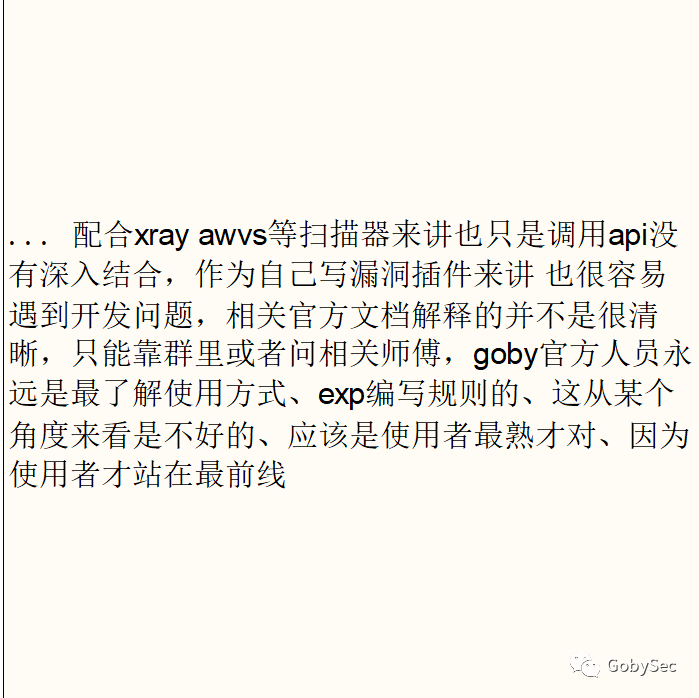 ... 配合xray awvs等扫描器来讲也只是调用api没
有深入结合，作为自己写漏洞插件来讲 也很容易
遇到开发问题，相关官方文档解释的并不是很清
晰，只能靠群里或者问相关师傅，goby官方人员永
远是最了解使用方式、exp编写规则的、这从某个
角度来看是不好的、应该是使用者最熟才对、因为
使用者才站在最前线
GobySec